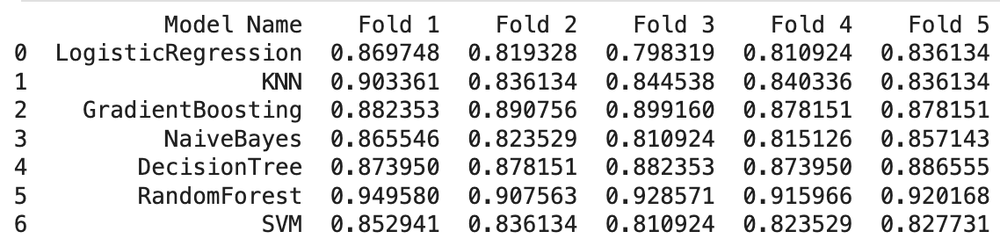 Model Name Fold 1 Fold 2 Fold 3 Fold 4 Fold 5
0 LogisticRegression 0.869748 0.819328 0.798319 0.810924 0.836134
1 KNN 0.903361 0.836134 0.844538 0.840336 0.836134
2 GradientBoosting 0.882353 0.890756 0.899160 0.878151 0.878151
3 NaiveBayes 0.865546 0.823529 0.810924 0.815126 0.857143
4 DecisionTree 0.873950 0.878151 0.882353 0.873950 0.886555
5 RandomForest 0.949580 0.907563 0.928571 0.915966 0.920168
6 SVM 0.852941 0.836134 0.810924 0.823529 0.827731